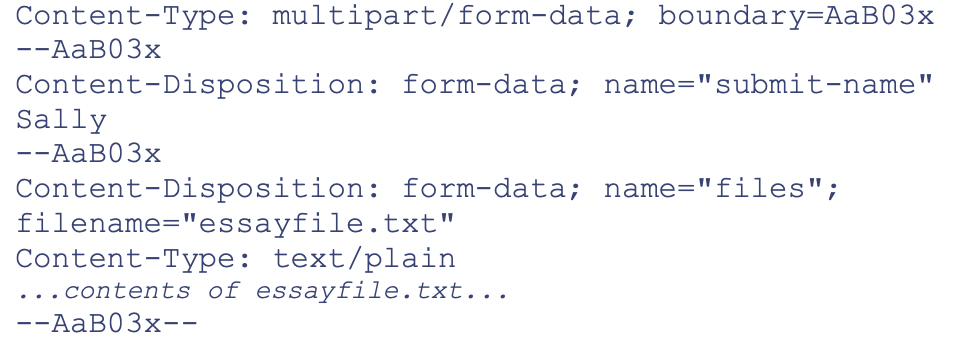 Content-Type: multipart/form-data; boundary=AaB03x
--AaB03x
Content-Disposition: form-data; name="submit-name"
Sally
--AaB03x
Content-Disposition: form-data; name="files";
filename="essayfile.txt"
Content-Type: text/plain
...contents of essayfile.txt...
--AaB03x--